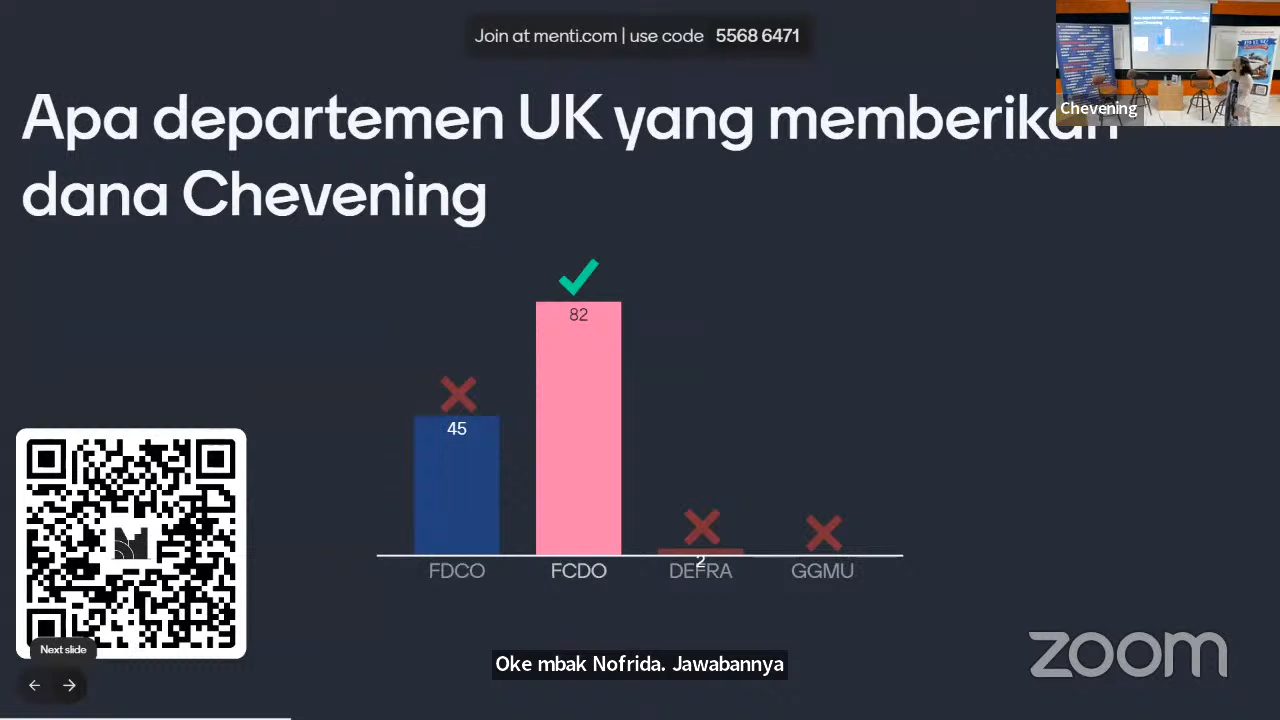 Join at menti.com | use code 5568 6471
Chevening
Apa departemen UK yang memberikan
dana Chevening
82
45
2
FDCO
FCDO
DEFRA
GGMU
Next slide
Oke mbak Nofrida. Jawabannya
zoom